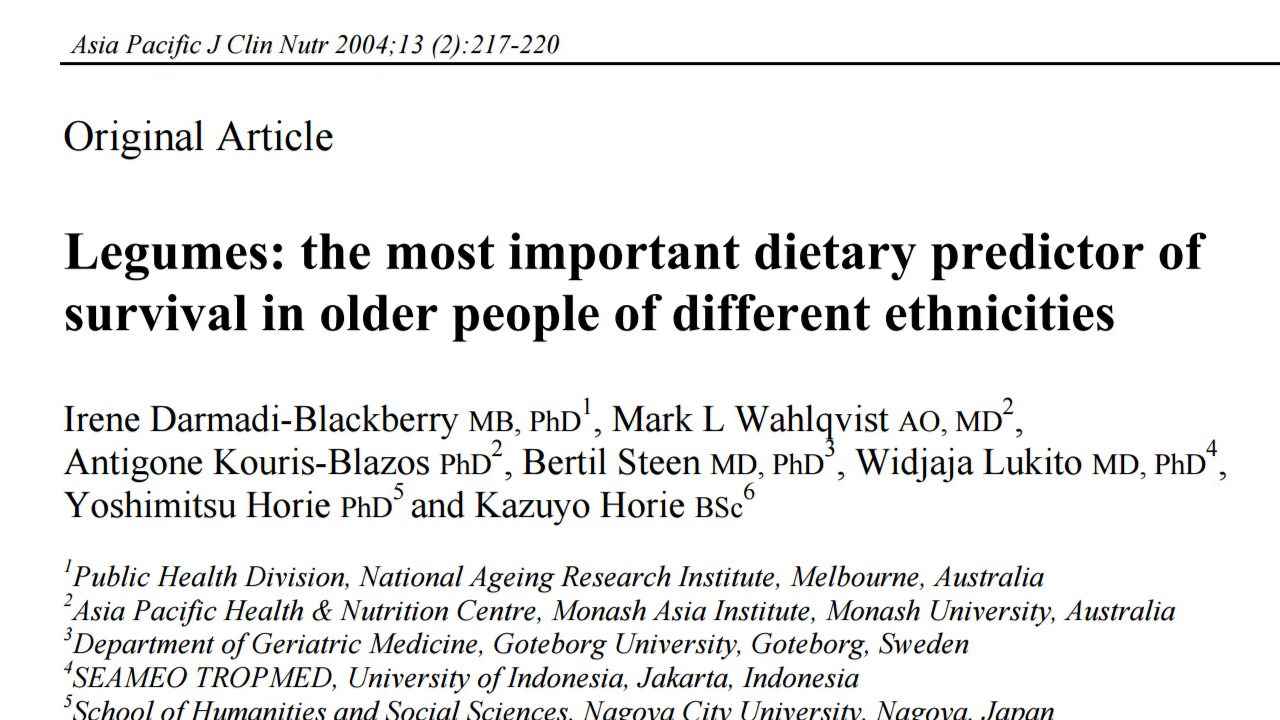 Asia Pacific J Clin Nutr 2004;13 (2):217-220
Original Article
Legumes: the most important dietary predictor of
survival in older people of different ethnicities
Irene Darmadi-Blackberry MB, PhD1, Mark L Wahlqvist AO, MD2,
Antigone Kouris-Blazos PhD2, Bertil Steen MD, PhD3, Widjaja Lukito MD, PhD4,
Yoshimitsu Horie PhD5 and Kazuyo Horie BSc6
1Public Health Division, National Ageing Research Institute, Melbourne, Australia
2Asia Pacific Health & Nutrition Centre, Monash Asia Institute, Monash University, Australia
3Department of Geriatric Medicine, Goteborg University, Goteborg, Sweden
4SEAMEO TROPMED, University of Indonesia, Jakarta, Indonesia
5School of Humanities and Social Sciences, Nagoya City University, Nagoya, Japan